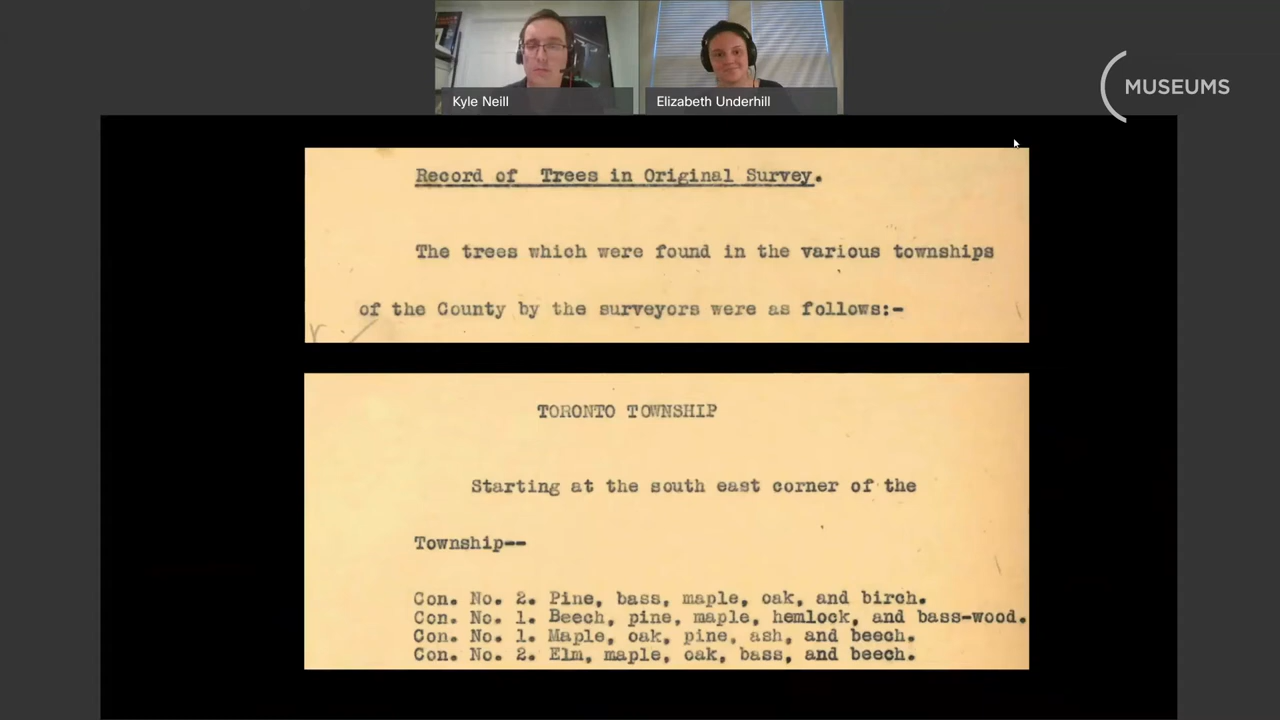 Kyle Neill
Elizabeth Underhill
MUSEUMS
Record of Trees in Original Survey.
The trees which were found in the various townships
of the County by the surveyors were as follows:-
TORONTO TOWNSHIP
Starting at the south east corner of the
Township--
Con. No. 2. Pine, bass, maple, oak, and birch.
Con. No. 1. Beech, pine, maple, hemlock, and bass-wood.
Con. No. 1. Maple, oak, pine, ash, and beech.
Con. No. 2. Elm, maple, oak, bass, and beech.